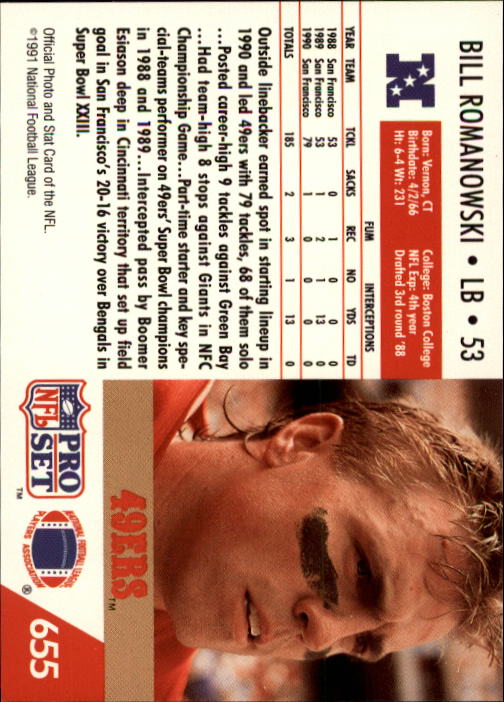 BILL ROMANOWSKI • LB • 53
Born: Vernon, CT College: Boston College
Birthdate: 4/2/66 NFL Exp: 4th year
Ht: 6-4 Wt: 231 Drafted 3rd round '88
N
FUM INTERCEPTIONS
YEAR TEAM TCKL SACKS REC NO YDS TD
1988 San Francisco 53 0 1 0 0 0
1989 San Francisco 53 1 2 1 13 0
1990 San Francisco 79 1 0 0 0 0
TOTALS 185 2 3 1 13 0
Outside linebacker earned spot in starting lineup in
1990 and led 49ers with 79 tackles, 68 of them solo
...Posted career-high 9 tackles against Green Bay
...Had team-high 8 stops against Giants in NFC
Championship Game...Part-time starter and key spe-
cial-teams performer on 49ers' Super Bowl champions
in 1988 and 1989...Intercepted pass by Boomer
Esiason deep in Cincinnati territory that set up field
goal in San Francisco's 20-16 victory over Bengals in
Super Bowl XXIII.
Official Photo and Stat Card of the NFL.
©1991 National Football League.
49ERS™
PRO
NFL SET™
NATIONAL FOOTBALL LEAGUE
PLAYERS ASSOCIATION®
655